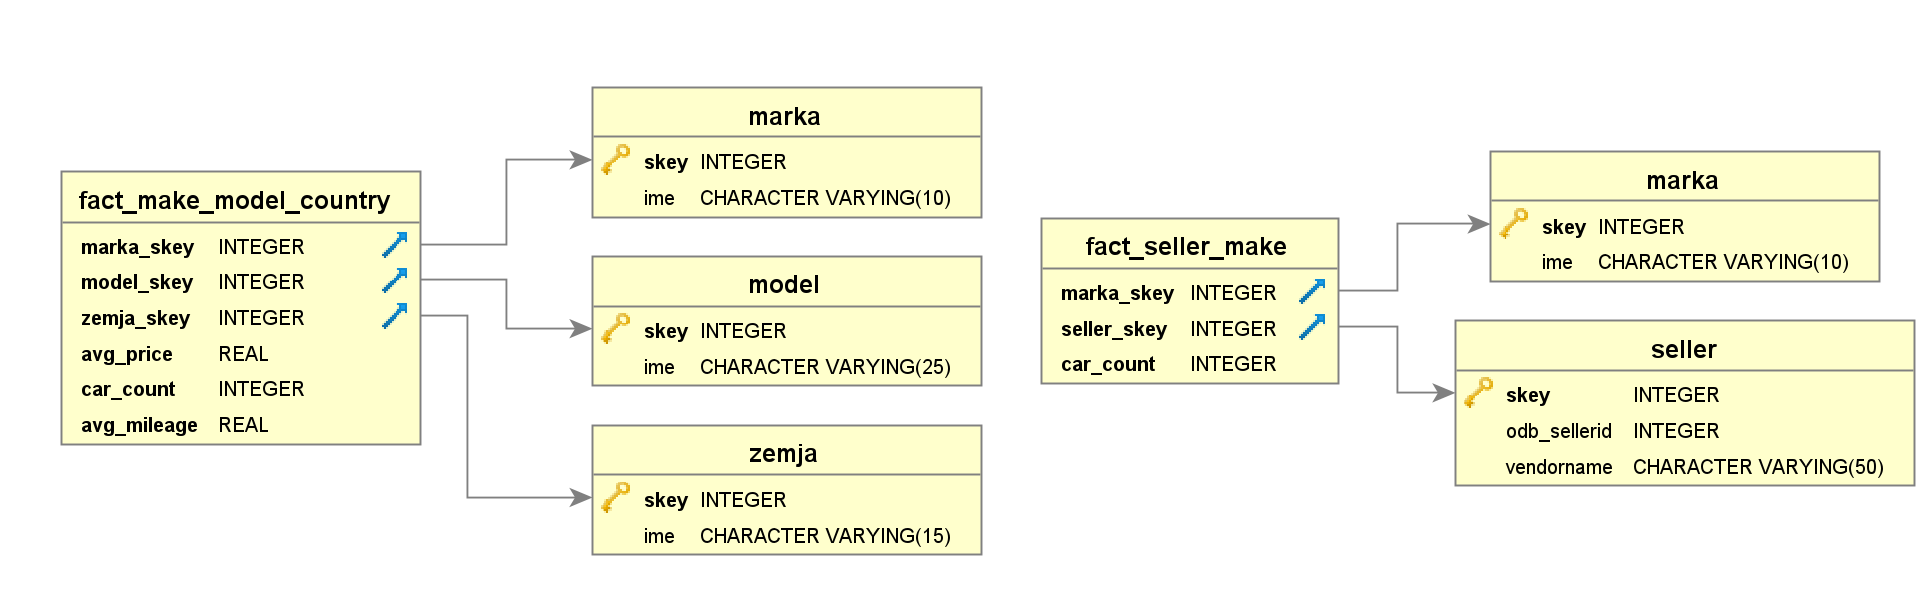 fact_make_model_country
marka_skey INTEGER
model_skey INTEGER
zemja_skey INTEGER
avg_price REAL
car_count INTEGER
avg_mileage REAL
marka
skey INTEGER
ime CHARACTER VARYING(10)
model
skey INTEGER
ime CHARACTER VARYING(25)
zemja
skey INTEGER
ime CHARACTER VARYING(15)
fact_seller_make
marka_skey INTEGER
seller_skey INTEGER
car_count INTEGER
marka
skey INTEGER
ime CHARACTER VARYING(10)
seller
skey INTEGER
odb_sellerid INTEGER
vendorname CHARACTER VARYING(50)